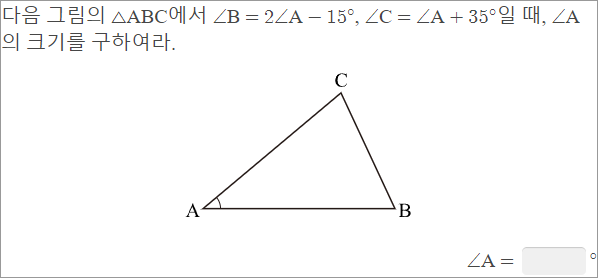 다음 그림의 △ABC에서 ∠B = 2∠A − 15°, ∠C = ∠A + 35°일 때, ∠A
의 크기를 구하여라.
C
A
B
∠A = °